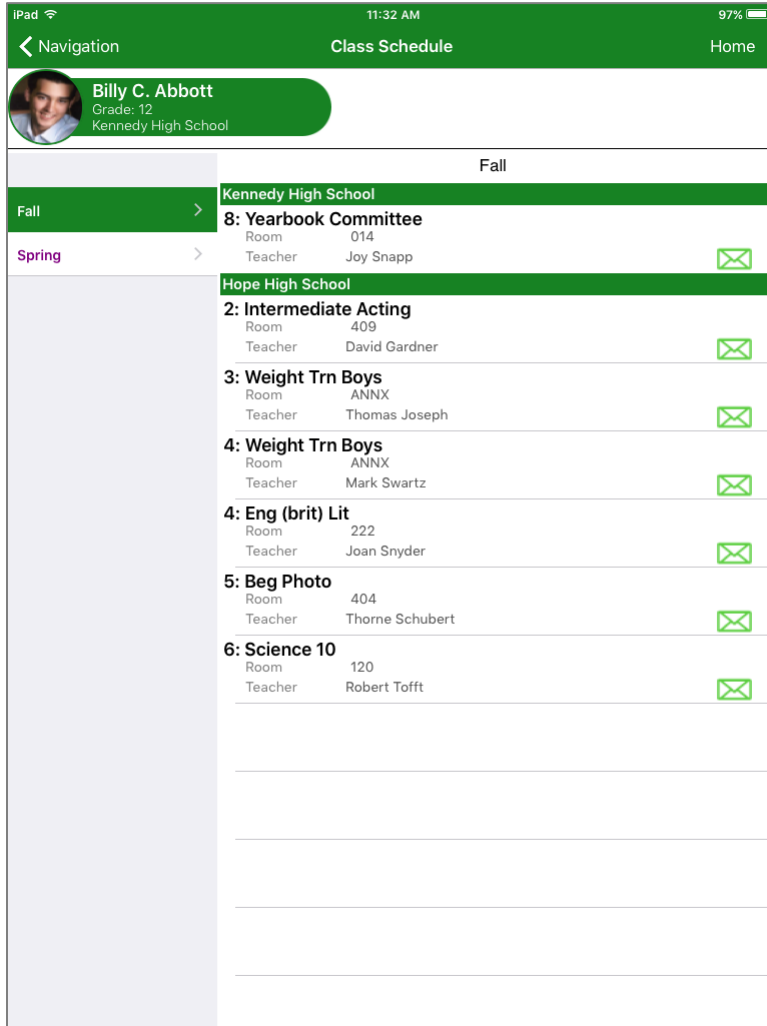 iPad 11:32 AM 97%
Navigation Class Schedule Home
Billy C. Abbott
Grade: 12
Kennedy High School
Fall
Fall
Spring
Kennedy High School
8: Yearbook Committee
Room 014
Teacher Joy Snapp
Hope High School
2: Intermediate Acting
Room 409
Teacher David Gardner
3: Weight Trn Boys
Room ANNX
Teacher Thomas Joseph
4: Weight Trn Boys
Room ANNX
Teacher Mark Swartz
4: Eng (brit) Lit
Room 222
Teacher Joan Snyder
5: Beg Photo
Room 404
Teacher Thorne Schubert
6: Science 10
Room 120
Teacher Robert Tofft